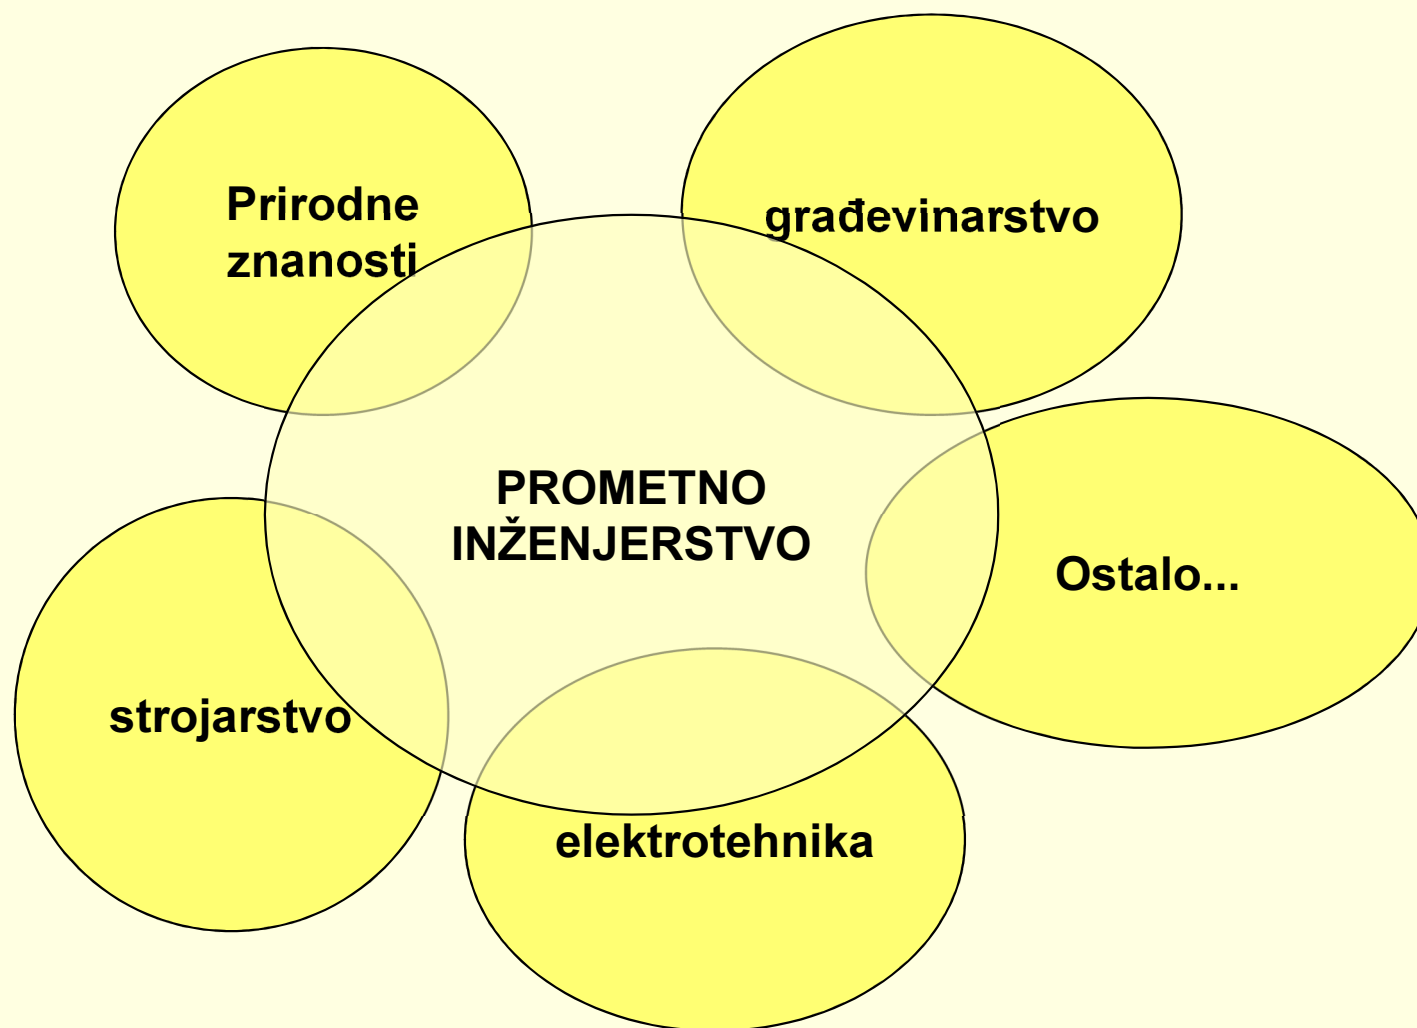 Prirodne
znanosti
građevinarstvo
PROMETNO
INŽENJERSTVO
Ostalo...
strojarstvo
elektrotehnika